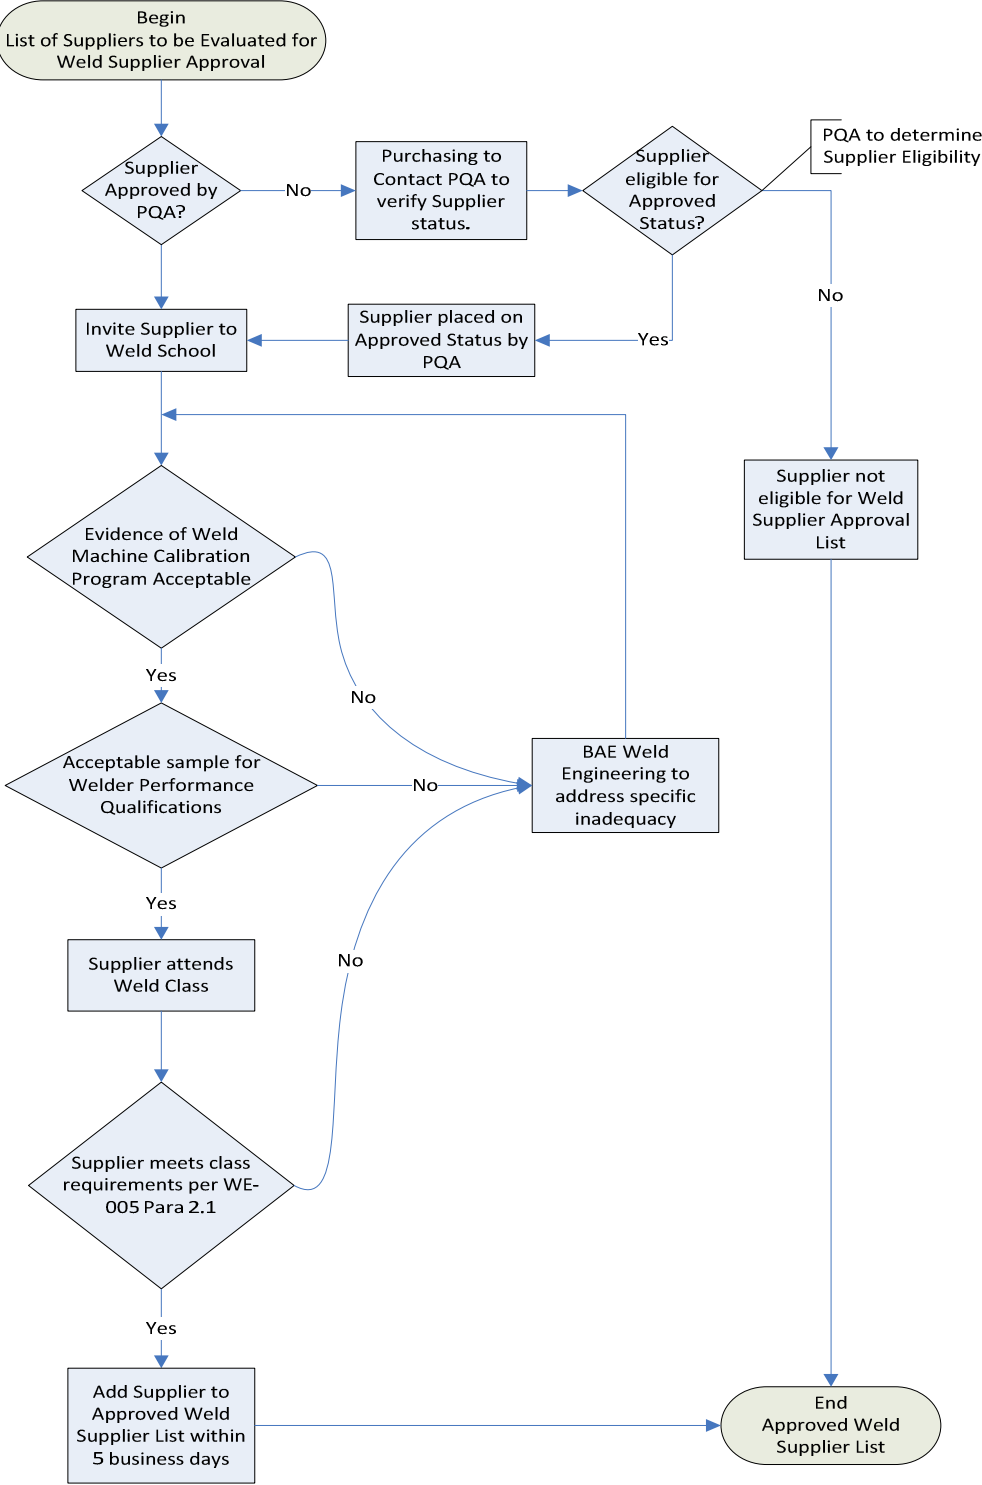 Begin
List of Suppliers to be Evaluated for
Weld Supplier Approval
Supplier
Approved by
PQA?
No
Purchasing to
Contact PQA to
verify Supplier
status.
Supplier
eligible for
Approved
Status?
PQA to determine
Supplier Eligibility
No
Invite Supplier to
Weld School
Supplier placed on
Approved Status by
PQA
Yes
Evidence of Weld
Machine Calibration
Program Acceptable
Supplier not
eligible for Weld
Supplier Approval
List
Yes
No
Acceptable sample for
Welder Performance
Qualifications
No
BAE Weld
Engineering to
address specific
inadequacy
Yes
Supplier attends
Weld Class
No
Supplier meets class
requirements per WE-
005 Para 2.1
Yes
Add Supplier to
Approved Weld
Supplier List within
5 business days
End
Approved Weld
Supplier List